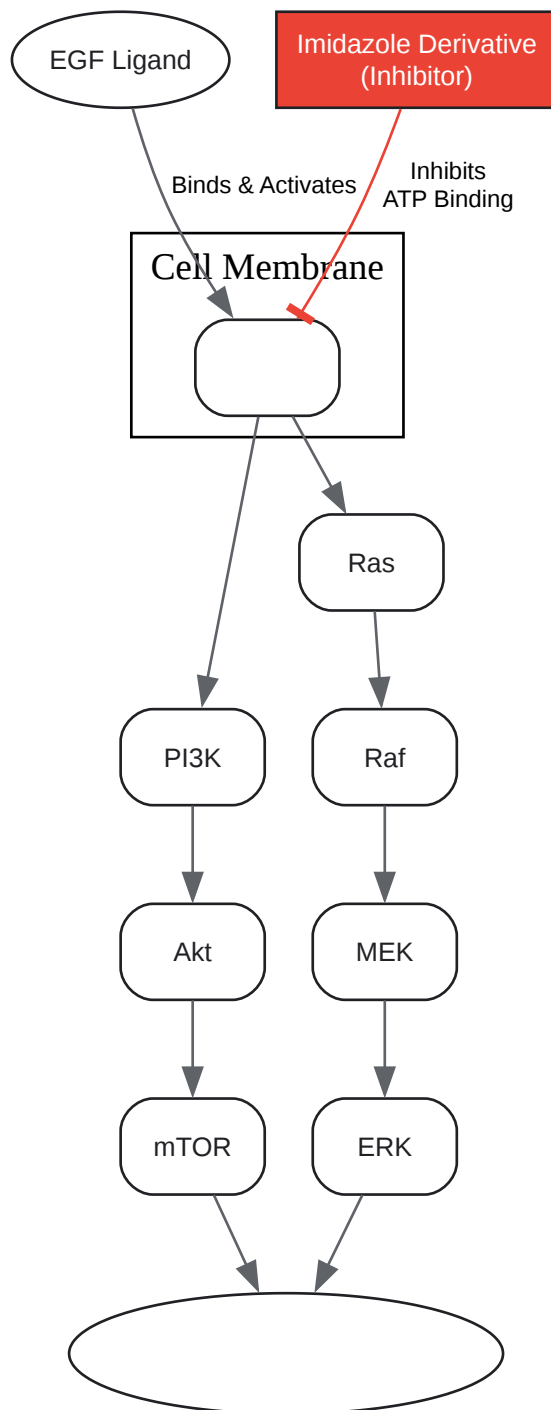 EGF Ligand
Imidazole Derivative
(Inhibitor)
Binds & Activates
Inhibits
ATP Binding
Cell Membrane
Ras
PI3K
Raf
Akt
MEK
mTOR
ERK